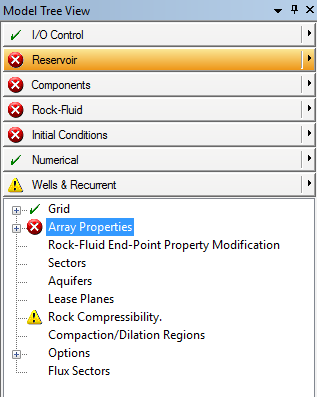 Model Tree View
I/O Control
Reservoir
Components
Rock-Fluid
Initial Conditions
Numerical
Wells & Recurrent
Grid
Array Properties
Rock-Fluid End-Point Property Modification
Sectors
Aquifers
Lease Planes
Rock Compressibility.
Compaction/Dilation Regions
Options
Flux Sectors